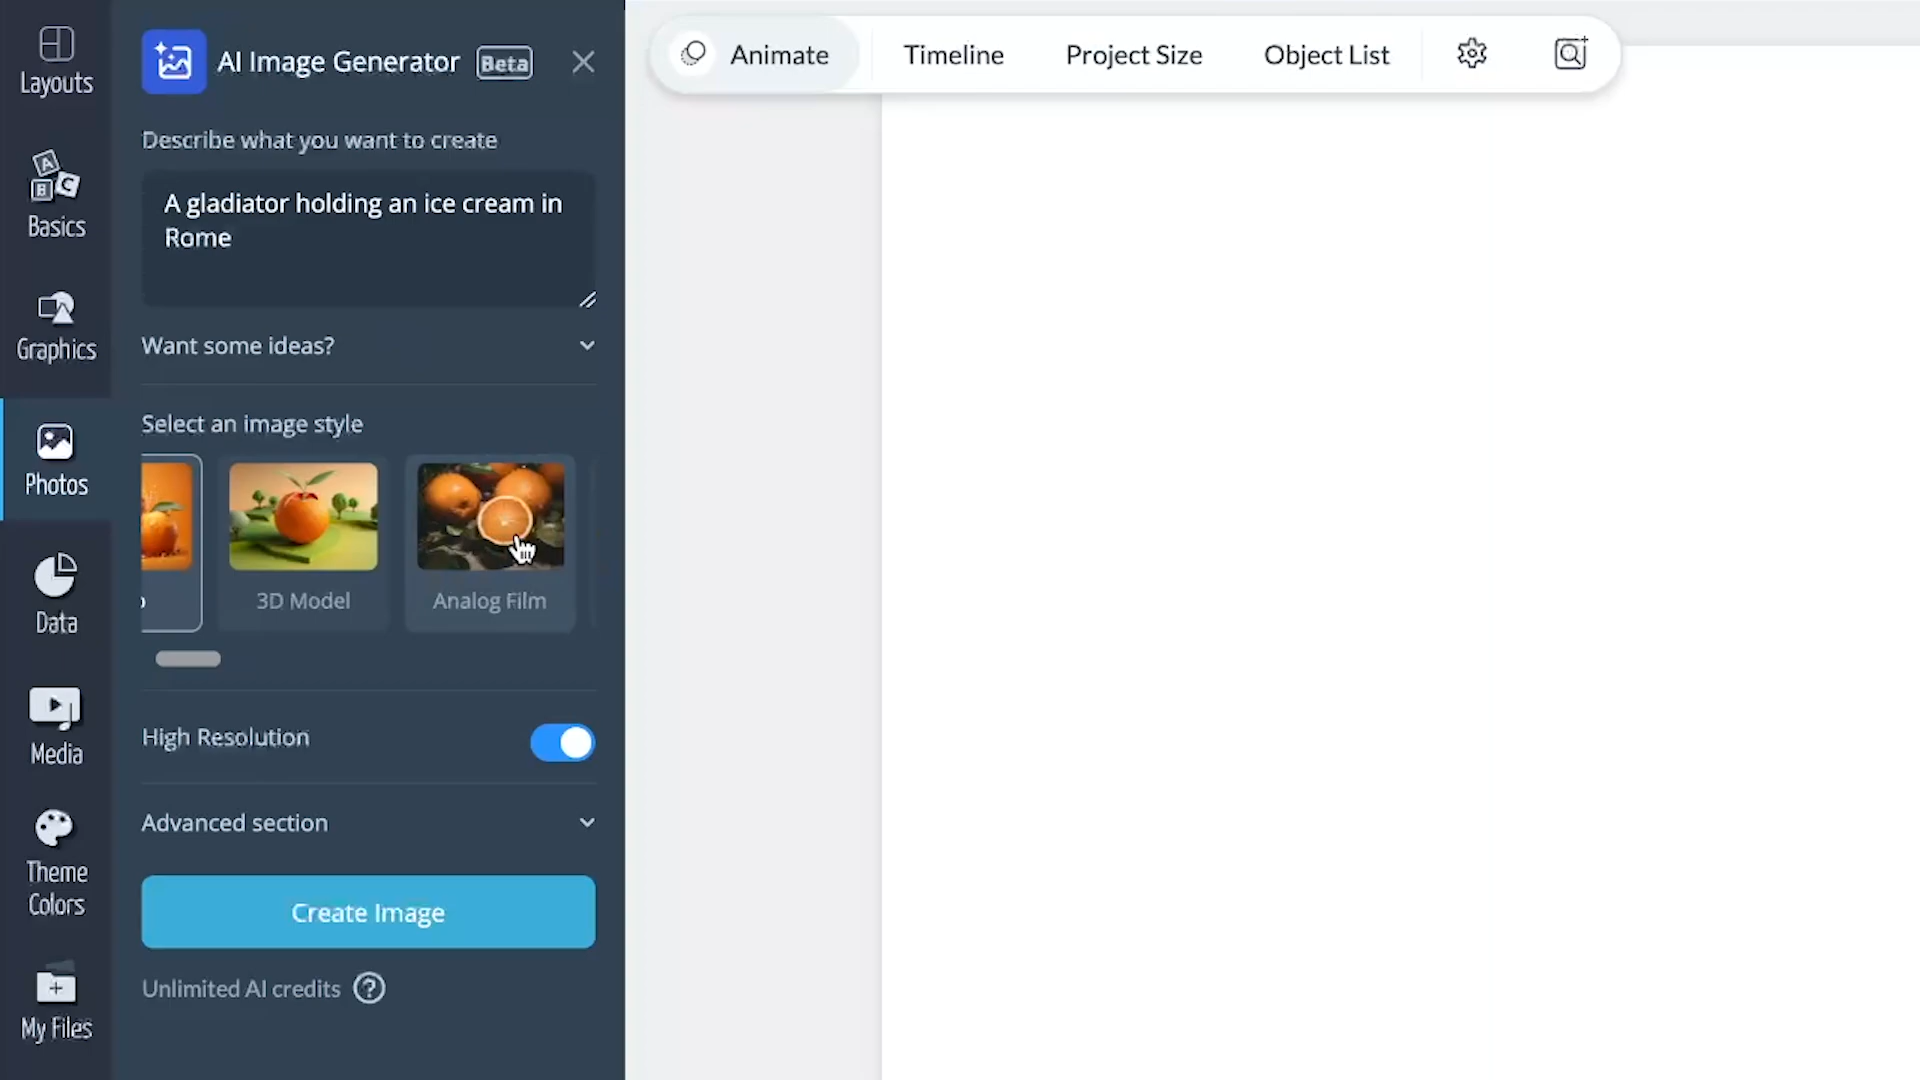 Layouts
Basics
Graphics
Photos
Data
Media
Theme
Colors
My Files
AI Image Generator Beta
Describe what you want to create
A gladiator holding an ice cream in
Rome
Want some ideas?
Select an image style
3D Model
Analog Film
High Resolution
Advanced section
Create Image
Unlimited AI credits ?
Animate Timeline Project Size Object List